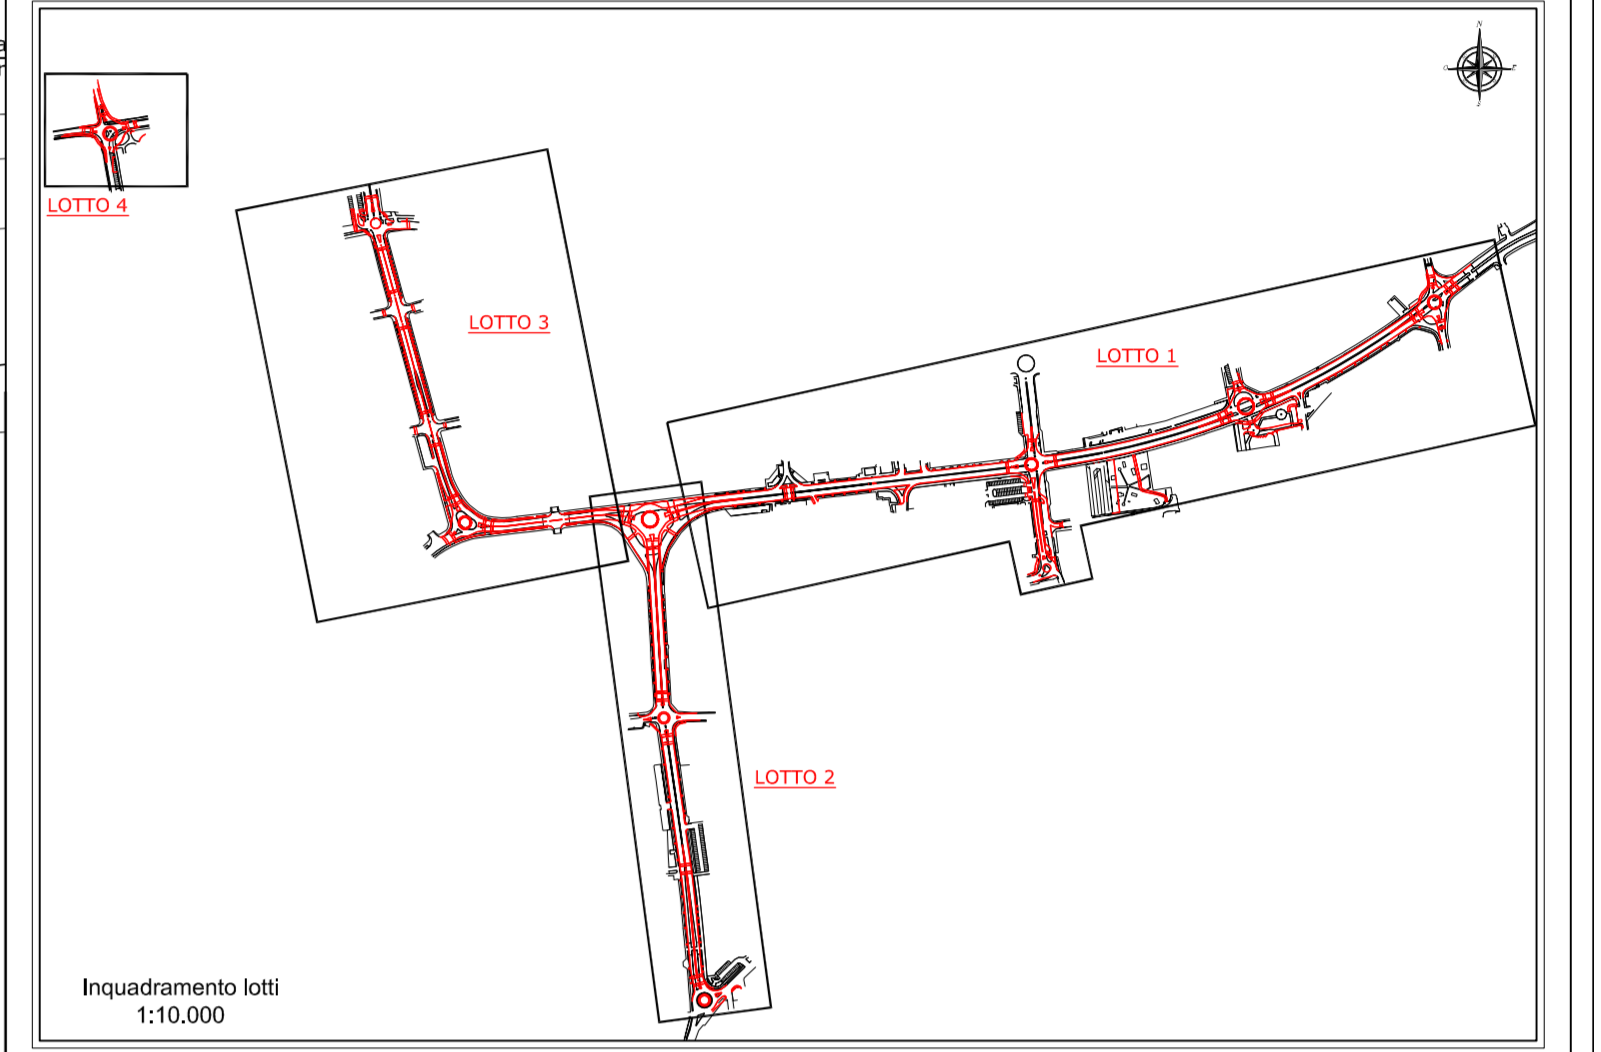 N
O
E
S
LOTTO 4
LOTTO 3
LOTTO 1
LOTTO 2
Inquadramento lotti
1:10.000